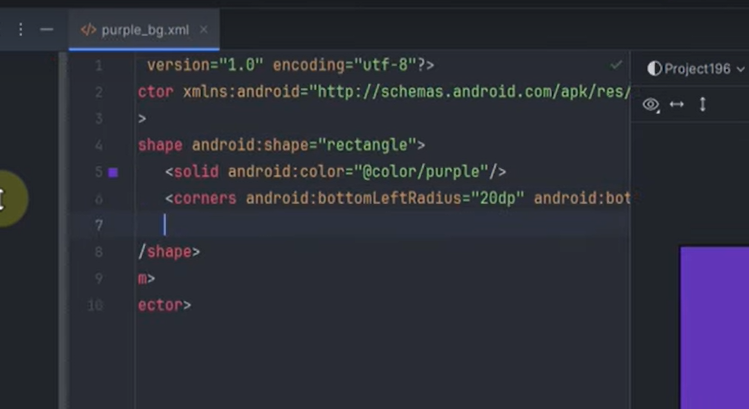 purple_bg.xml
Project196
1 version="1.0" encoding="utf-8"?>
2 ctor xmlns:android="http://schemas.android.com/apk/res/
3 >
4 shape android:shape="rectangle">
5 <solid android:color="@color/purple"/>
6 <corners android:bottomLeftRadius="20dp" android:bot
7
8 /shape>
9 m>
10 ector>